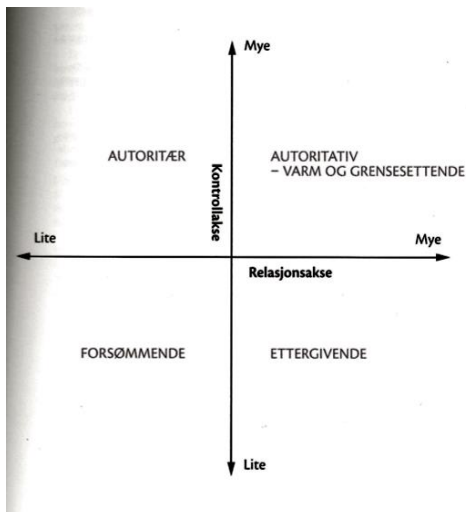 Mye
AUTORITÆR
AUTORITATIV
– VARM OG GRENSESETTENDE
Kontrollakse
Lite
Mye
Relasjonsakse
FORSØMMENDE
ETTERGIVENDE
Lite